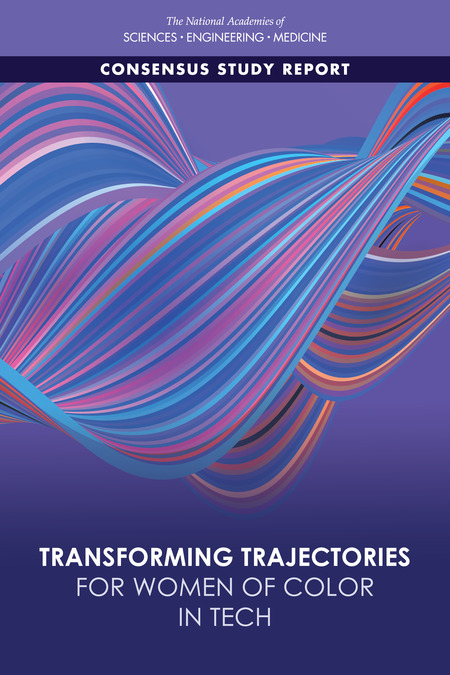 The National Academies of
SCIENCES • ENGINEERING • MEDICINE
CONSENSUS STUDY REPORT
TRANSFORMING TRAJECTORIES
FOR WOMEN OF COLOR
IN TECH